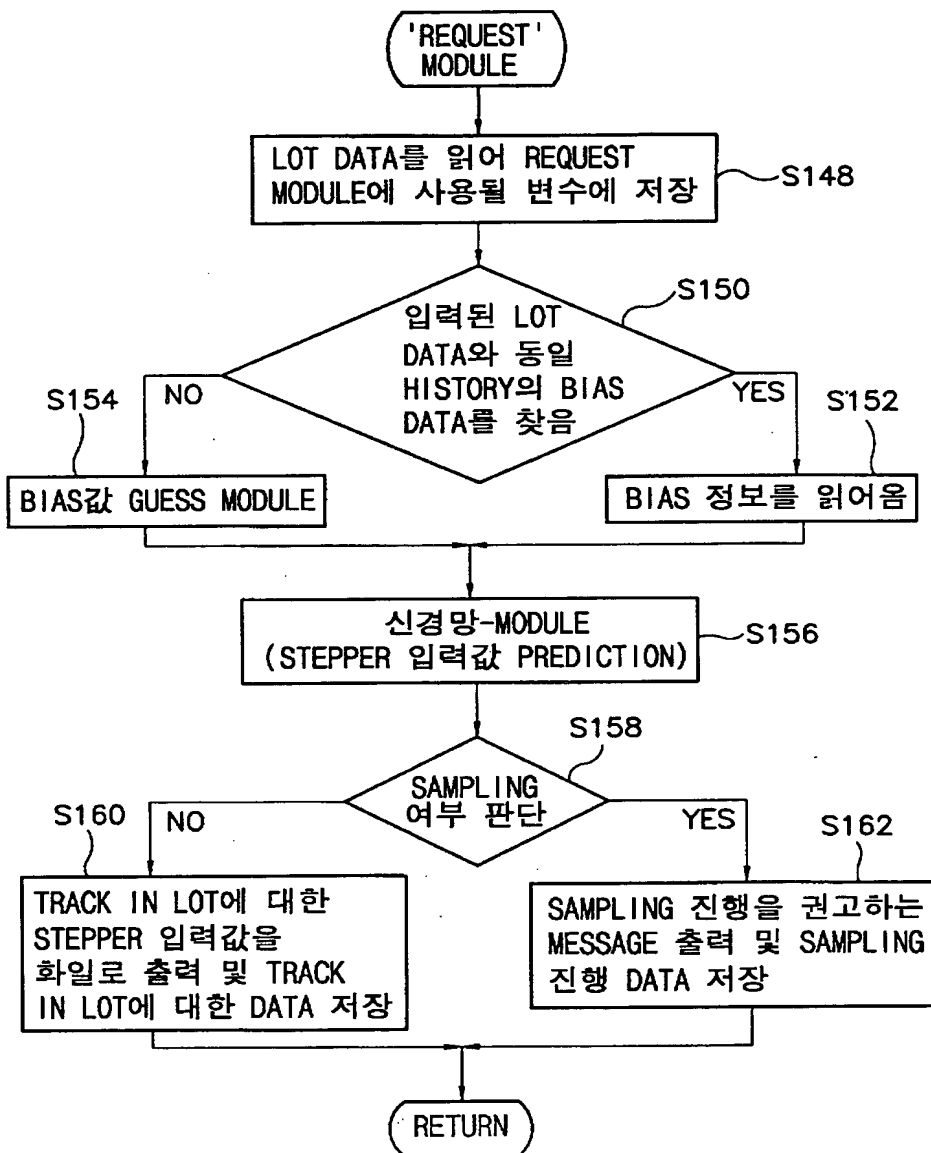 'REQUEST'
MODULE
LOT DATA를 읽어 REQUEST
MODULE에 사용될 변수에 저장
S148
S150
입력된 LOT
DATA와 동일
HISTORY의 BIAS
DATA를 찾음
NO
YES
S154
S152
BIAS값 GUESS MODULE
BIAS 정보를 읽어옴
신경망-MODULE
(STEPPER 입력값 PREDICTION)
S156
S158
SAMPLING
여부 판단
NO
YES
S160
S162
TRACK IN LOT에 대한
STEPPER 입력값을
화일로 출력 및 TRACK
IN LOT에 대한 DATA 저장
SAMPLING 진행을 권고하는
MESSAGE 출력 및 SAMPLING
진행 DATA 저장
RETURN